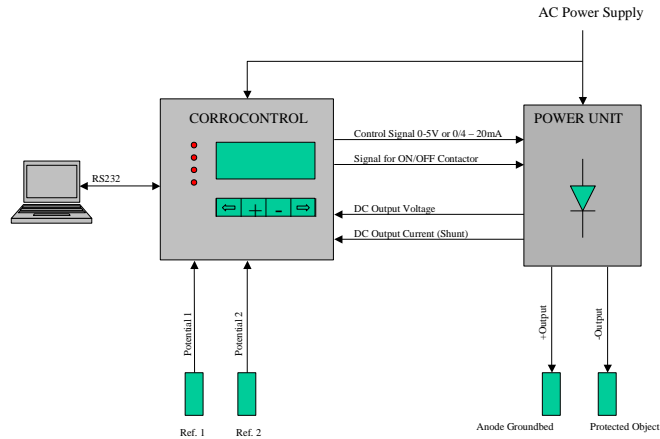 AC Power Supply
CORROCONTROL
POWER UNIT
Control Signal 0-5V or 0/4 – 20mA
Signal for ON/OFF Contactor
RS232
+ -
DC Output Voltage
DC Output Current (Shunt)
Potential 1
Potential 2
+Output
-Output
Ref. 1
Ref. 2
Anode Groundbed
Protected Object